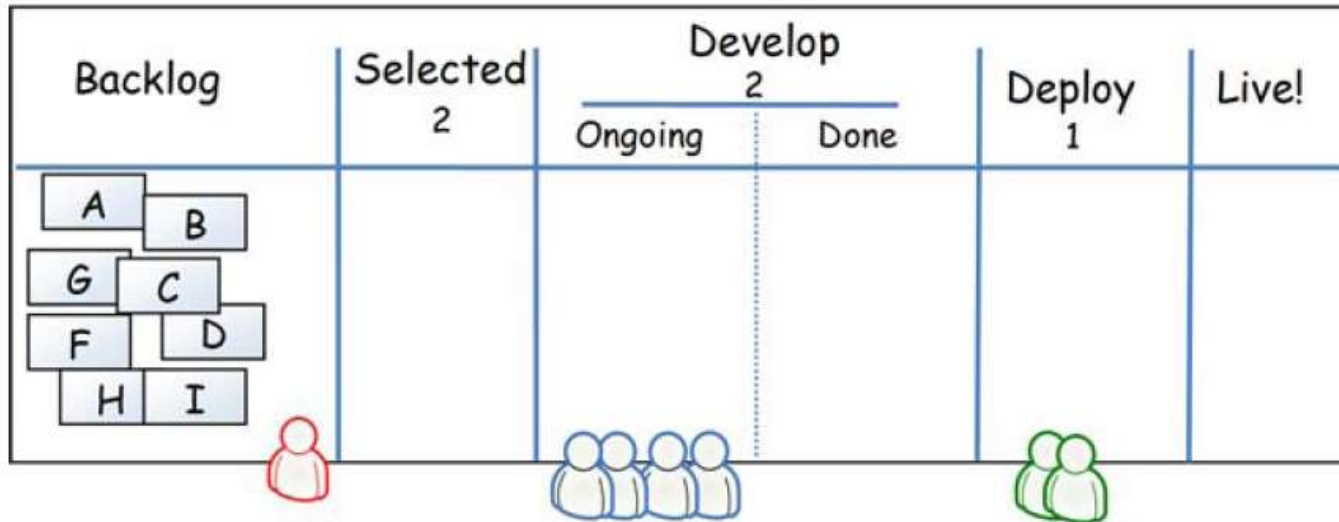 Backlog
Selected
2
Develop
2
Ongoing Done
Deploy
1
Live!
A
B
G
C
F
D
H
I